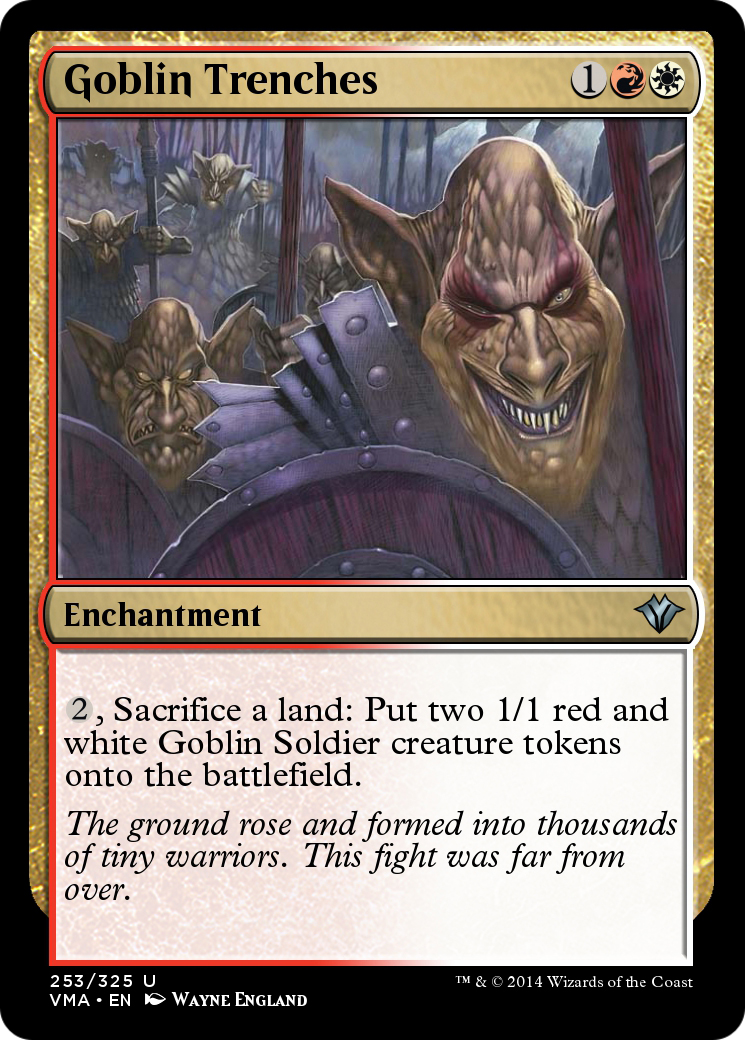 Goblin Trenches 1
Enchantment
2, Sacrifice a land: Put two 1/1 red and
white Goblin Soldier creature tokens
onto the battlefield.
The ground rose and formed into thousands
of tiny warriors. This fight was far from
over.
253/325 U
™ & © 2014 Wizards of the Coast
VMA • EN Wayne England